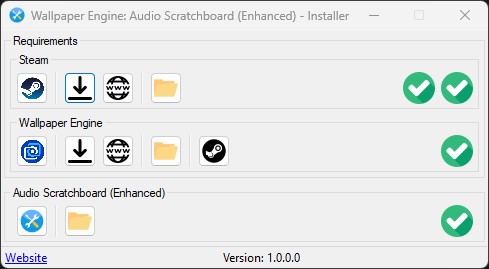 Wallpaper Engine: Audio Scratchboard (Enhanced) - Installer
Requirements
Steam
WWW
Wallpaper Engine
WWW
Audio Scratchboard (Enhanced)
Website
Version: 1.0.0.0